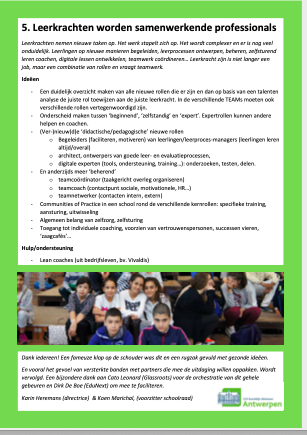 5. Leerkrachten worden samenwerkende professionals
Leerkrachten nemen nieuwe taken op. Het werk stapelt zich op. Het wordt complexer en er is nog veel
onduidelijk. Leerlingen op nieuwe manieren begeleiden, leerprocessen ontwerpen, beheren, zelfsturend
leren coachen, digitale lessen ontwikkelen, teamwerk coördineren... Leerkracht zijn is niet langer een
job, maar een combinatie van rollen en vraagt teamwerk.
Ideëen
- Een duidelijk overzicht maken van alle nieuwe rollen die er zijn en dan op basis van een talenten
analyse de juist rol toewijzen aan de juiste leerkracht. In de verschillende TEAMs moeten ook
verschillende rollen vertegenwoordigd zijn.
- Onderscheid maken tussen 'beginnend', 'zelfstandig' en 'expert'. Expertrollen kunnen andere
helpen en coachen.
- (Ver-)nieuw(d)e 'didactische/pedagogische' nieuwe rollen
o Begeleiders (faciliteren, motiveren) van leerlingen/leerproces-managers (leerlingen leren
altijd/overal)
o architect, ontwerpers van goede leer- en evaluatieprocessen,
o digitale experten (tools, ondersteuning, training...): onderzoeken, testen, delen.
- En anderzijds meer 'beherend'
o teamcoördinator (taakgericht overleg organiseren)
o teamcoach (contactpunt sociale, motivationele, HR...)
o teamnetwerker (contacten intern, extern)
- Communities of Practice in een school rond de verschillende kernrollen: specifieke training,
aansturing, uitwisseling
- Algemeen belang van zelfzorg, zelfsturing
- Toegang tot individuele coaching, voorzien van vertrouwenspersonen, successen vieren,
'zaagcafés'...
Hulp/ondersteuning
- Lean coaches (uit bedrijfsleven, bv. Vivaldis)
Dank iedereen! Een fameuze klop op de schouder was dit en een rugzak gevuld met gezonde ideëen.
En vooral het gevoel van versterkte banden met partners die mee de uitdaging willen oppakken. Wordt
vervolgd. Een bijzondere dank aan Cato Leonard (Glassroots) voor de orchestratie van dit gehele
gebeuren en Dirk De Boe (EduNext) om mee te faciliteren.
Karin Heremans (directrice) & Koen Marichal, (voorzitter schoolraad)
Antwerpen